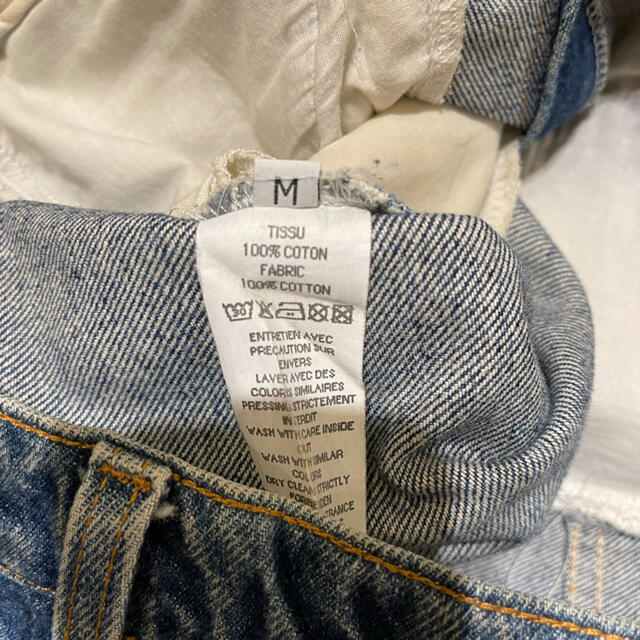 M
TISSU
100% COTON
FABRIC
100% COTTON
ENTRETIEN AVEC
PRECAUTION SUR
ENVERS
LAVER AVEC DES
COLORIS SIMILAIRES
PRESSING STRICTEMENT
INTERDIT
WASH WITH CARE INSIDE
OUT
WASH WITH SIMILAR
COLORS
DRY CLEAN STRICTLY
FORBIDDEN